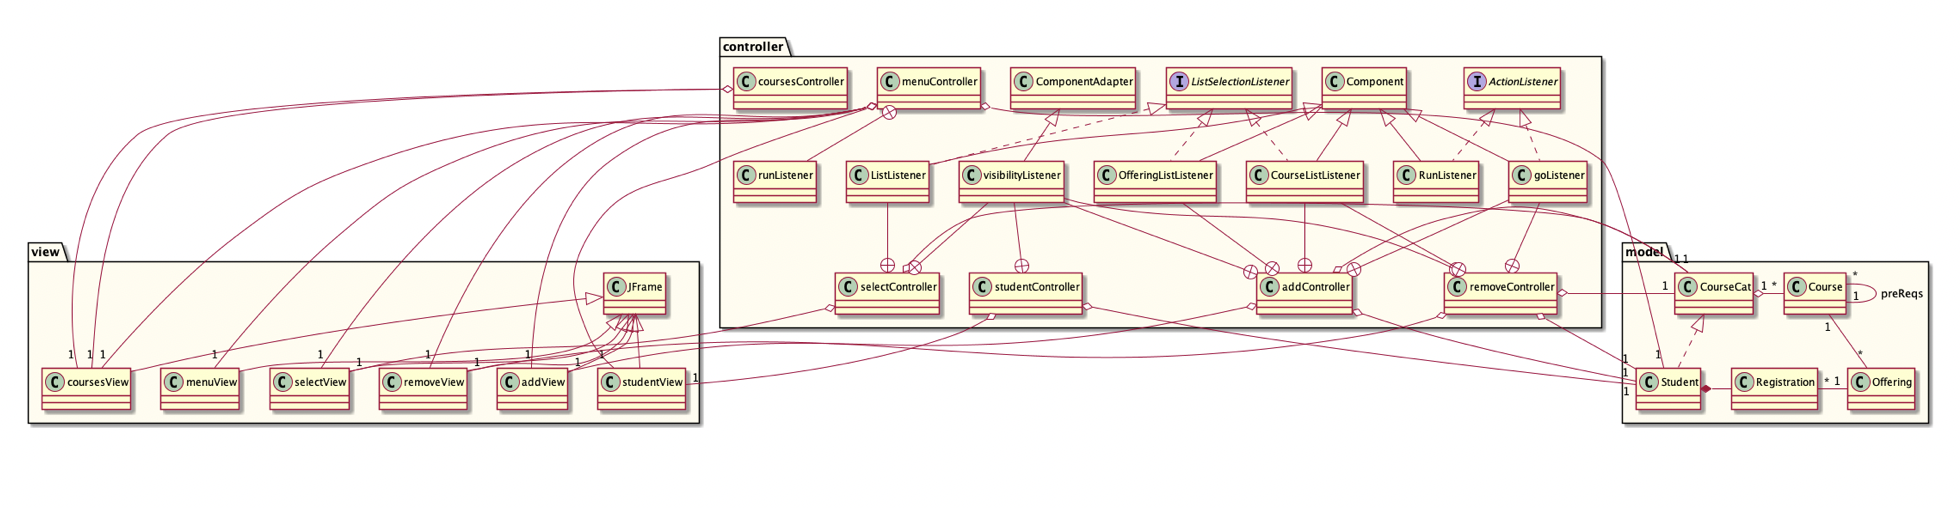 controller
C coursesController
C menuController
C ComponentAdapter
I ListSelectionListener
C Component
I ActionListener
C runListener
C ListListener
C visibilityListener
C OfferingListListener
C CourseListListener
C RunListener
C goListener
view
model
C JFrame
C selectController
C studentController
C addController
C removeController
C CourseCat
C Course
1 1
1
1 *
*
1
preReqs
1 1 1
1
1
1
1
1
1
1
1
1
1
*
1
1
1
1
1
C coursesView
C menuView
C selectView
C removeView
C addView
C studentView
C Student
C Registration
* 1
C Offering